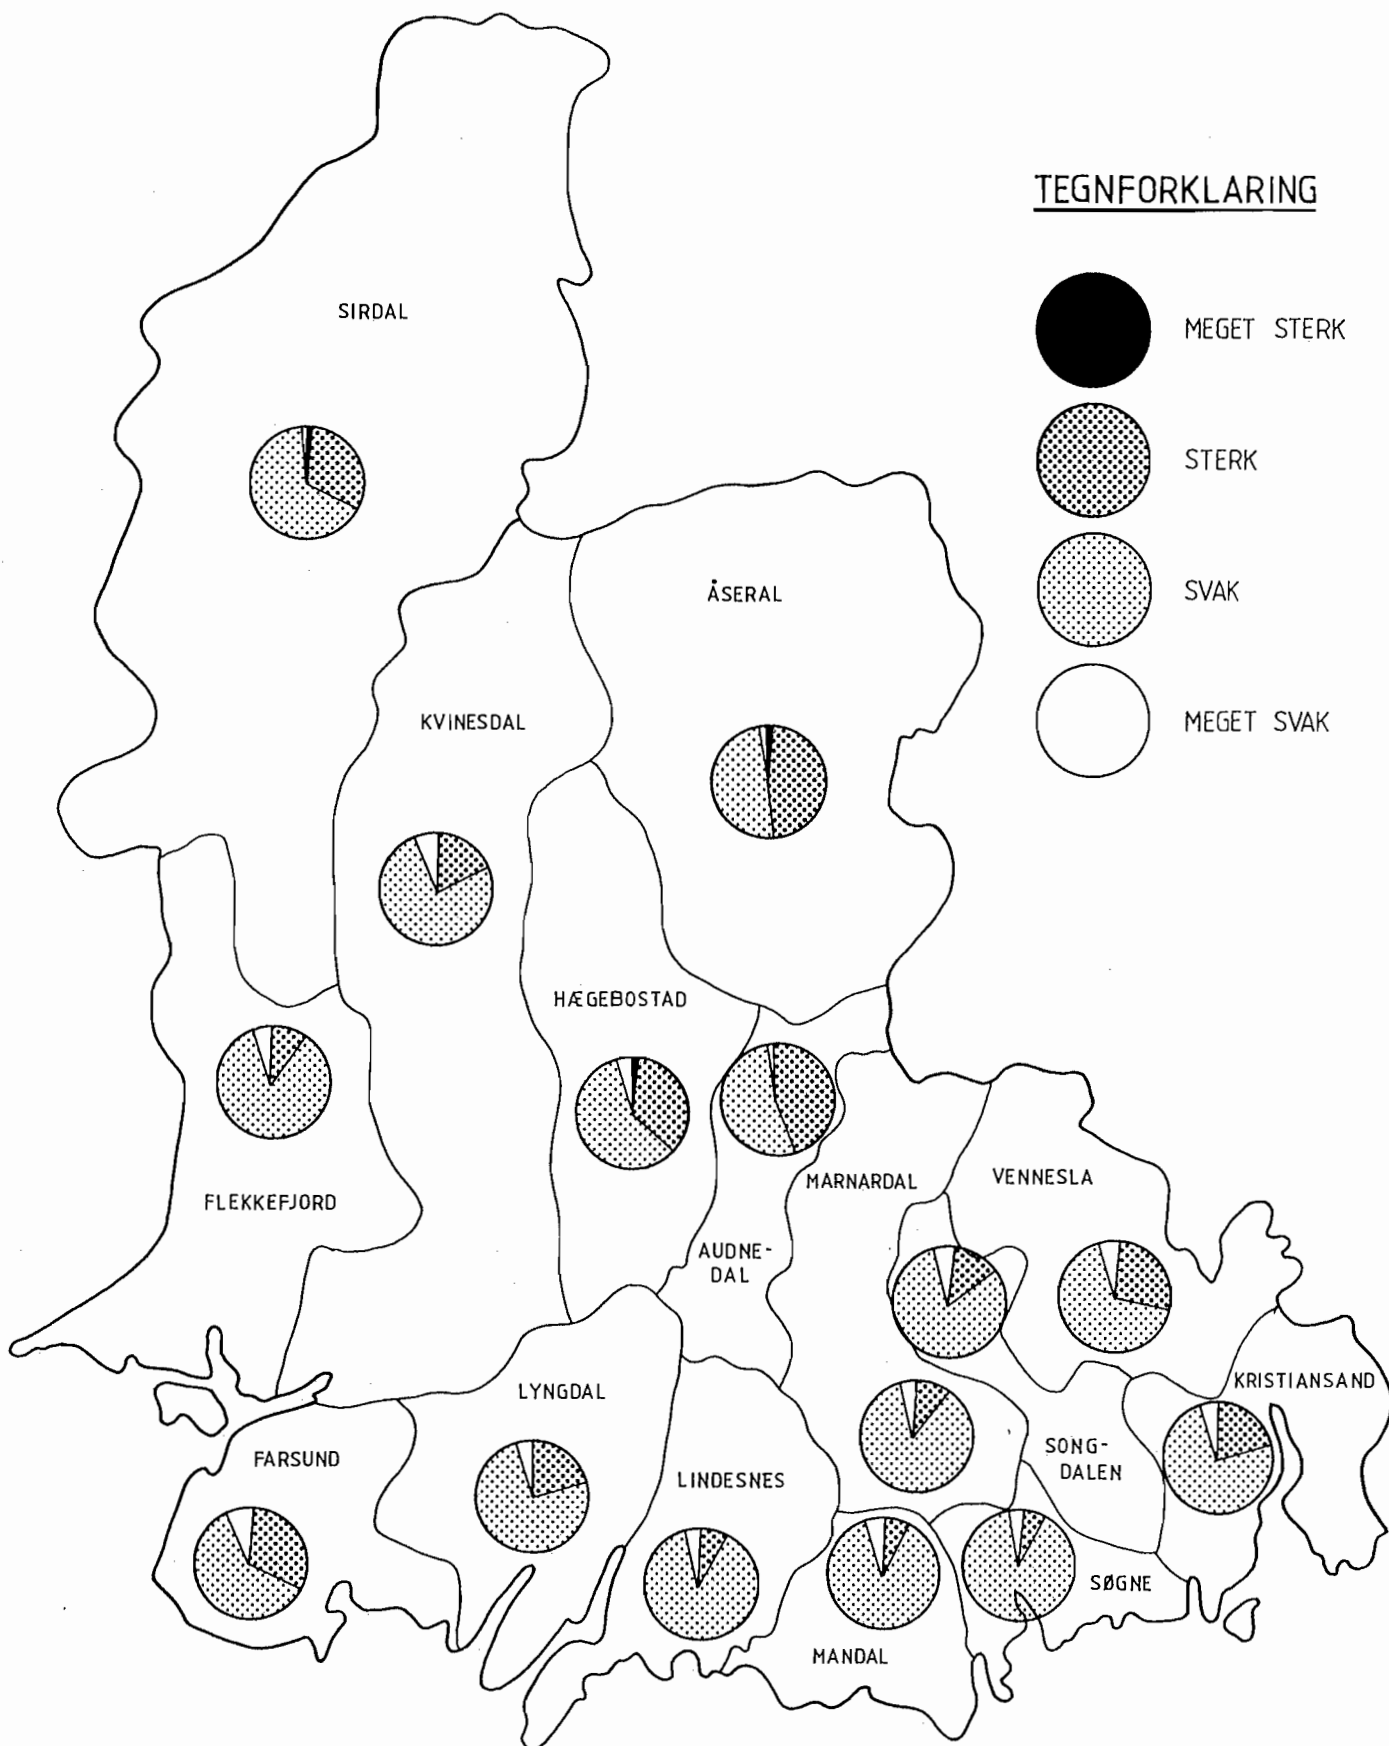 TEGNFORKLARING
MEGET STERK
STERK
SVAK
MEGET SVAK
SIRDAL
ÅSERAL
KVINESDAL
HÆGEBOSTAD
FLEKKEFJORD
MARNARDAL
VENNESLA
AUDNE-
DAL
LYNGDAL
KRISTIANSAND
FARSUND
SONG-
DALEN
LINDESNES
SØGNE
MANDAL